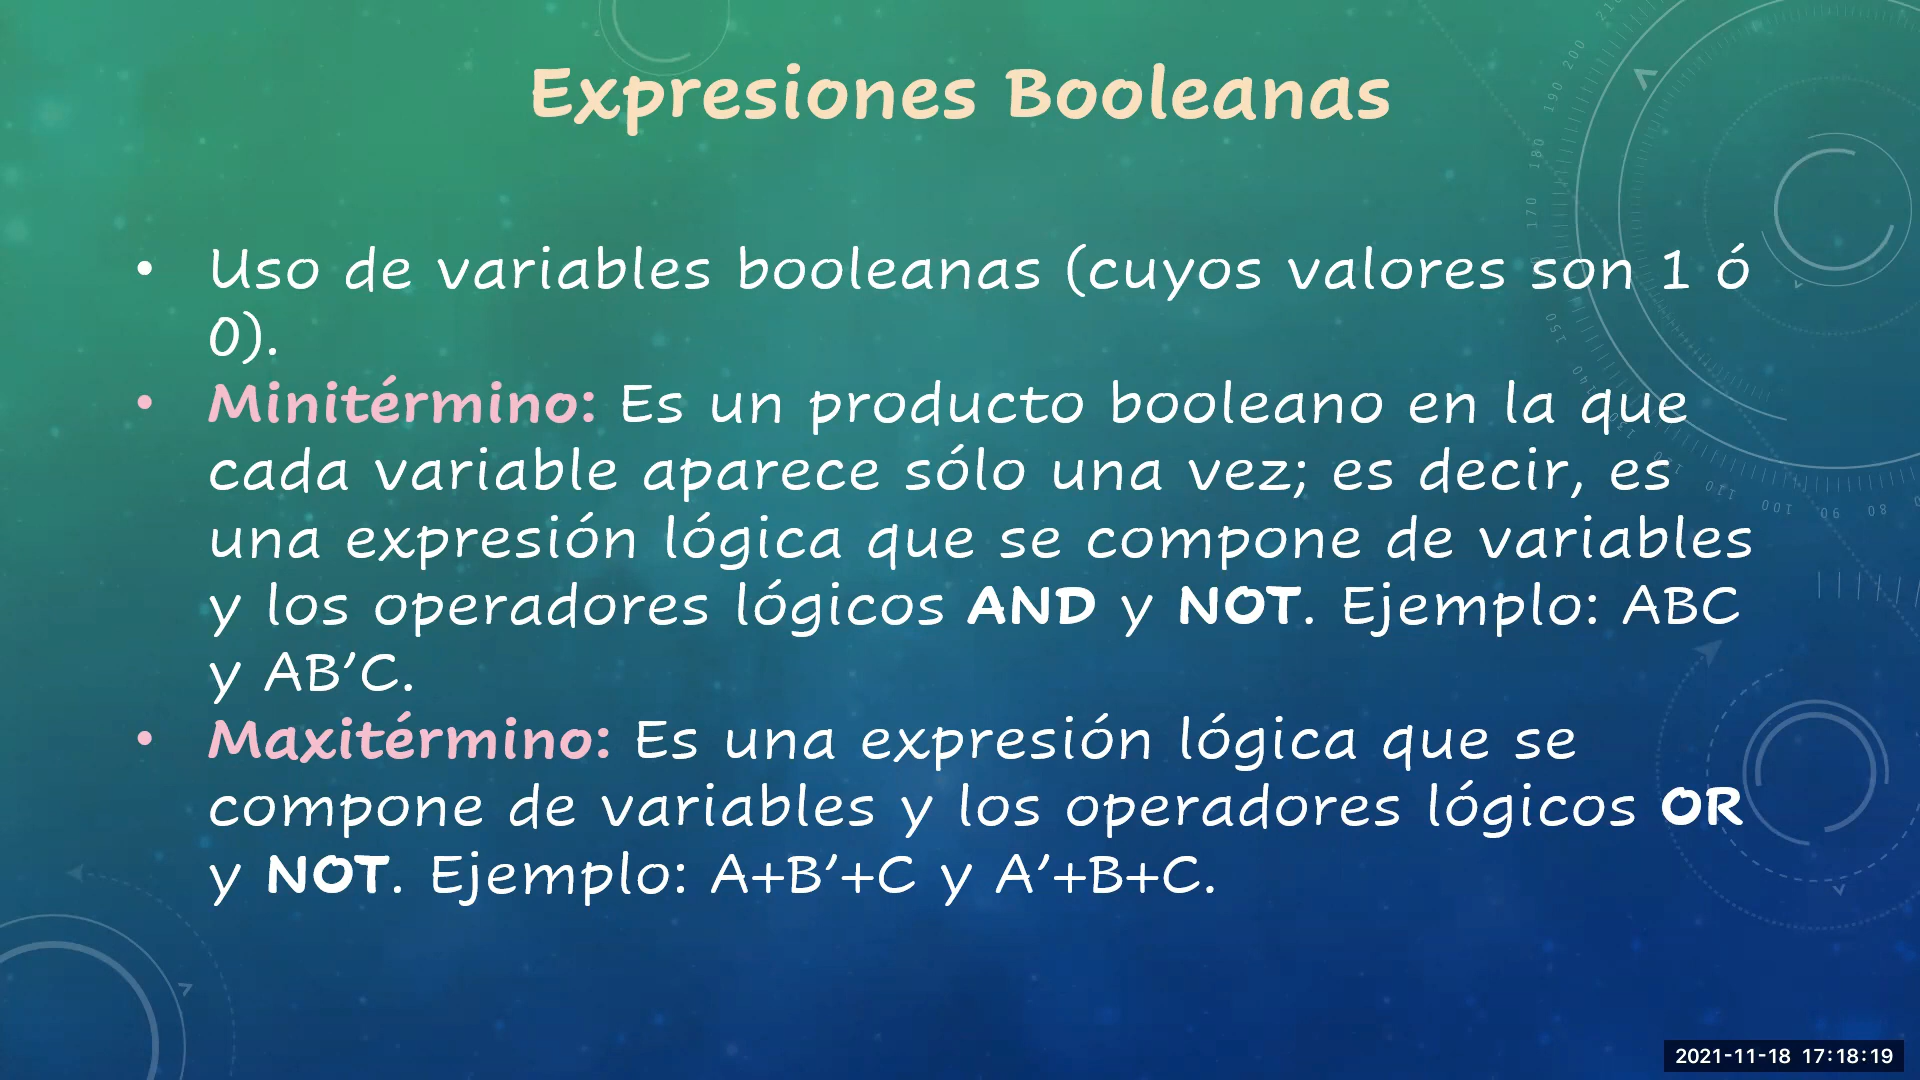 Expresiones Booleanas
• Uso de variables booleanas (cuyos valores son 1 ó
0).
• Minitérmino: Es un producto booleano en la que
cada variable aparece sólo una vez; es decir, es
una expresión lógica que se compone de variables
y los operadores lógicos AND y NOT. Ejemplo: ABC
y AB’C.
• Maxitérmino: Es una expresión lógica que se
compone de variables y los operadores lógicos OR
y NOT. Ejemplo: A+B’+C y A’+B+C.
2021-11-18 17:18:19